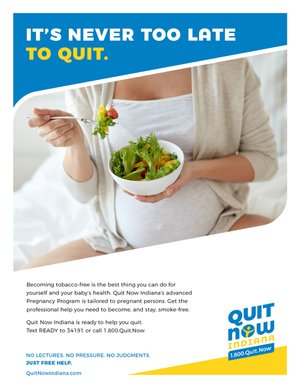 IT'S NEVER TOO LATE
TO QUIT.
Becoming tobacco-free is the best thing you can do for
yourself and your baby's health. Quit Now Indiana's advanced
Pregnancy Program is tailored to pregnant persons. Get the
professional help you need to become, and stay, smoke-free.
Quit Now Indiana is ready to help you quit.
Text READY to 34191 or call 1.800.Quit.Now.
NO LECTURES. NO PRESSURE. NO JUDGMENTS.
JUST FREE HELP.
QuitNowIndiana.com
QUIT
NOW
INDIANA
1.800.Quit Now